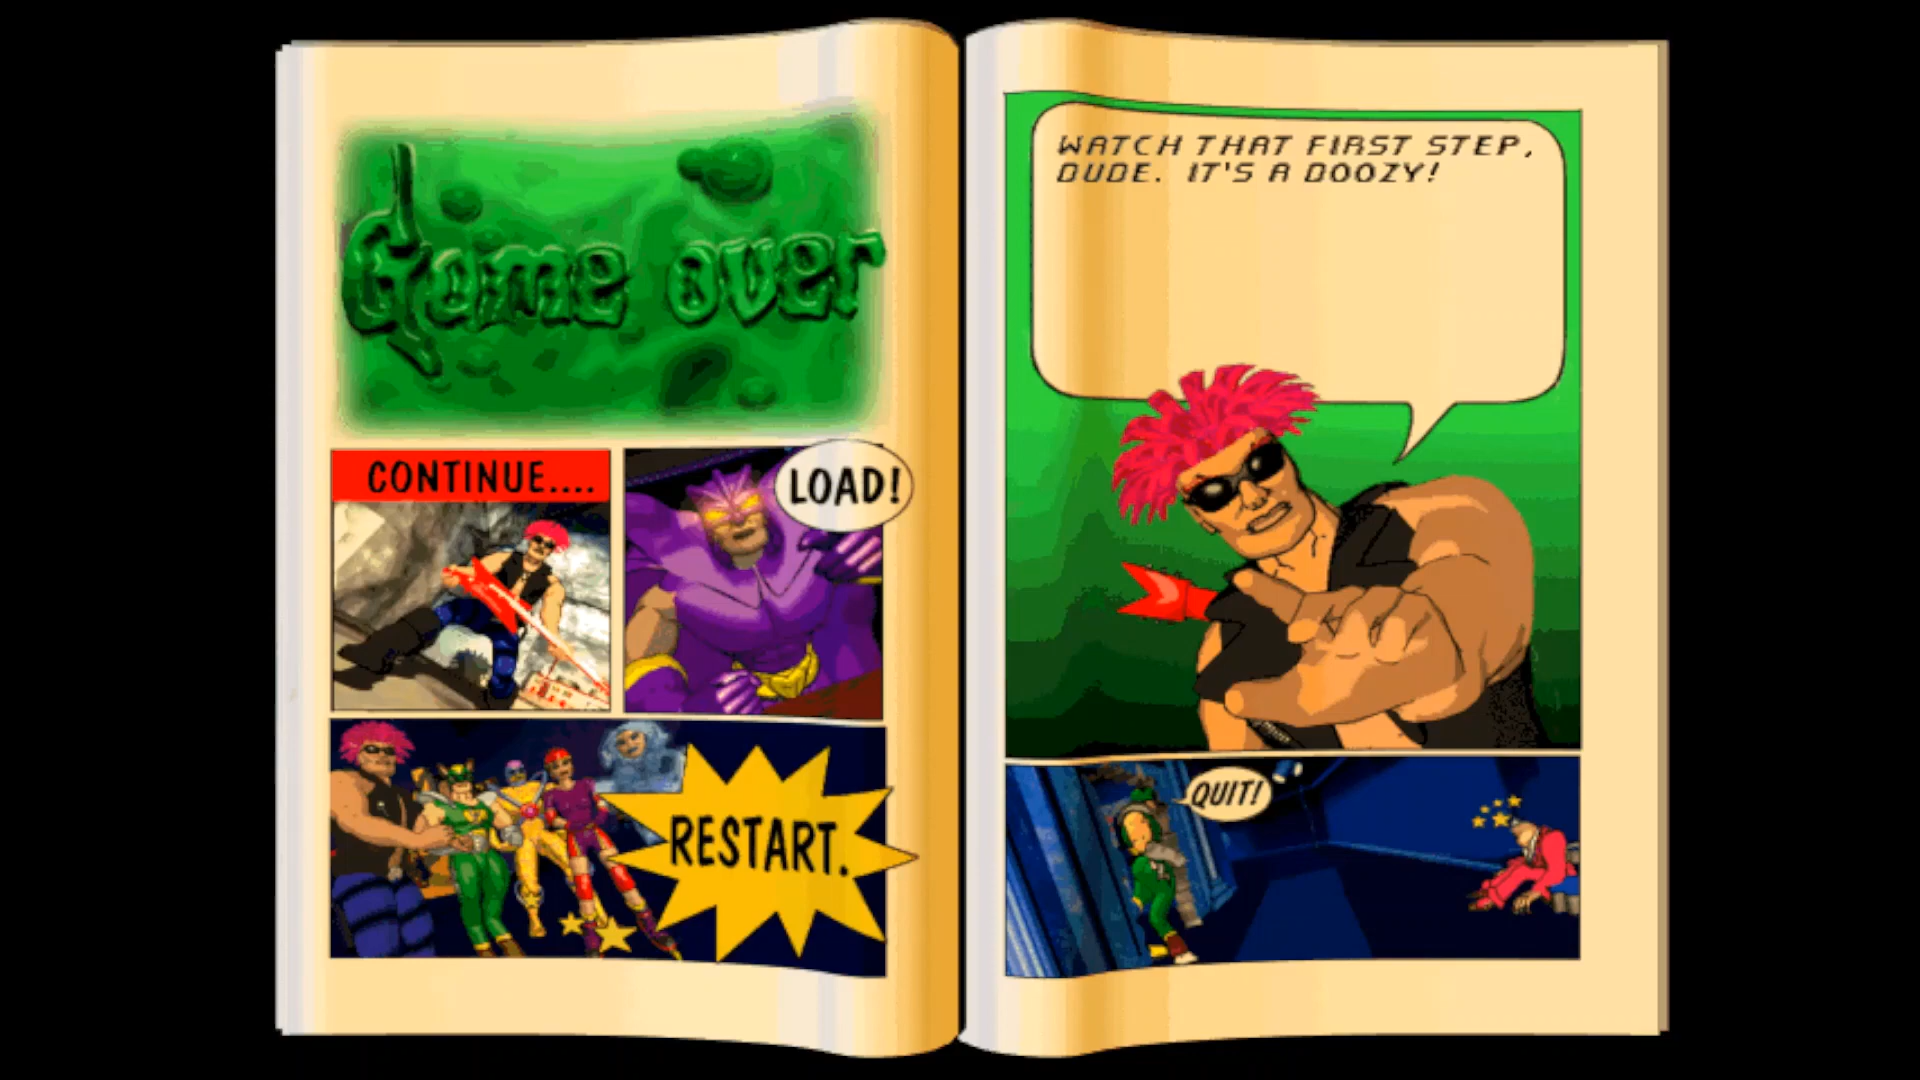 Game over
CONTINUE....
LOAD!
RESTART.
WATCH THAT FIRST STEP,
DUDE. IT'S A DOOZY!
QUIT!